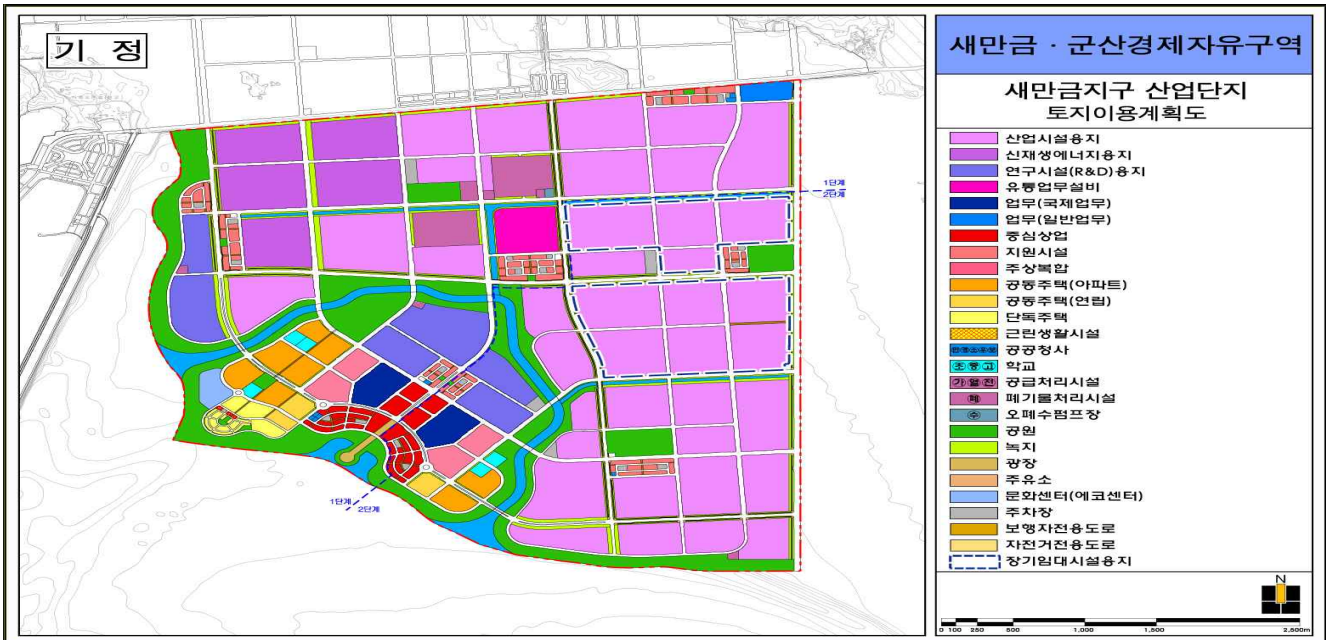 기 정
새만금 · 군산경제자유구역
새만금지구 산업단지
토지이용계획도
산업시설용지
신재생에너지용지
연구시설(R&D)용지
유통업무설비
업무(국제업무)
업무(일반업무)
중심상업
지원시설
주상복합
공동주택(아파트)
공동주택(연립)
단독주택
근린생활시설
공공청사
초 중 고 학교
공급처리시설
폐 폐기물처리시설
수 오폐수펌프장
공원
녹지
광장
주유소
문화센터(에코센터)
주차장
보행자전용도로
자전거전용도로
장기임대시설용지
1단계
2단계
1단계
2단계
N
0 100 250 500 1,000 1,500 2,500m